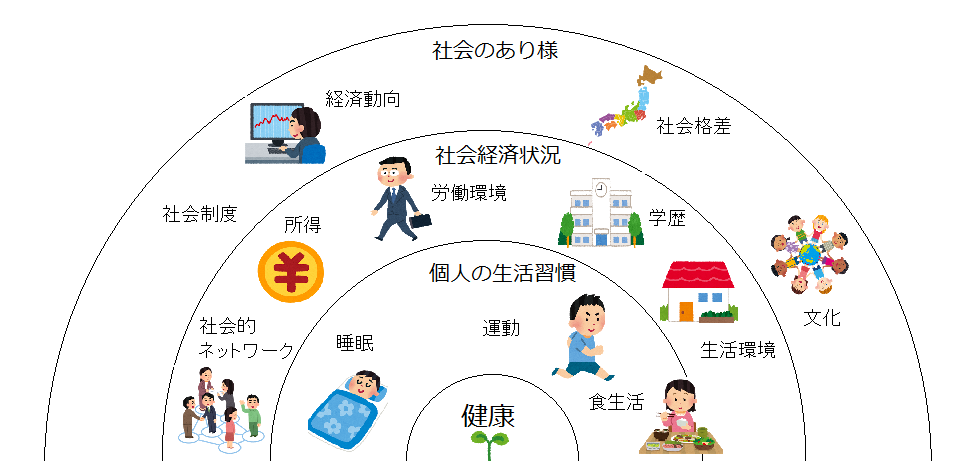 社会のあり様
経済動向
社会格差
社会経済状況
労働環境
社会制度
所得
学歴
個人の生活習慣
文化
社会的
ネットワーク
睡眠
運動
生活環境
食生活
健康
¥